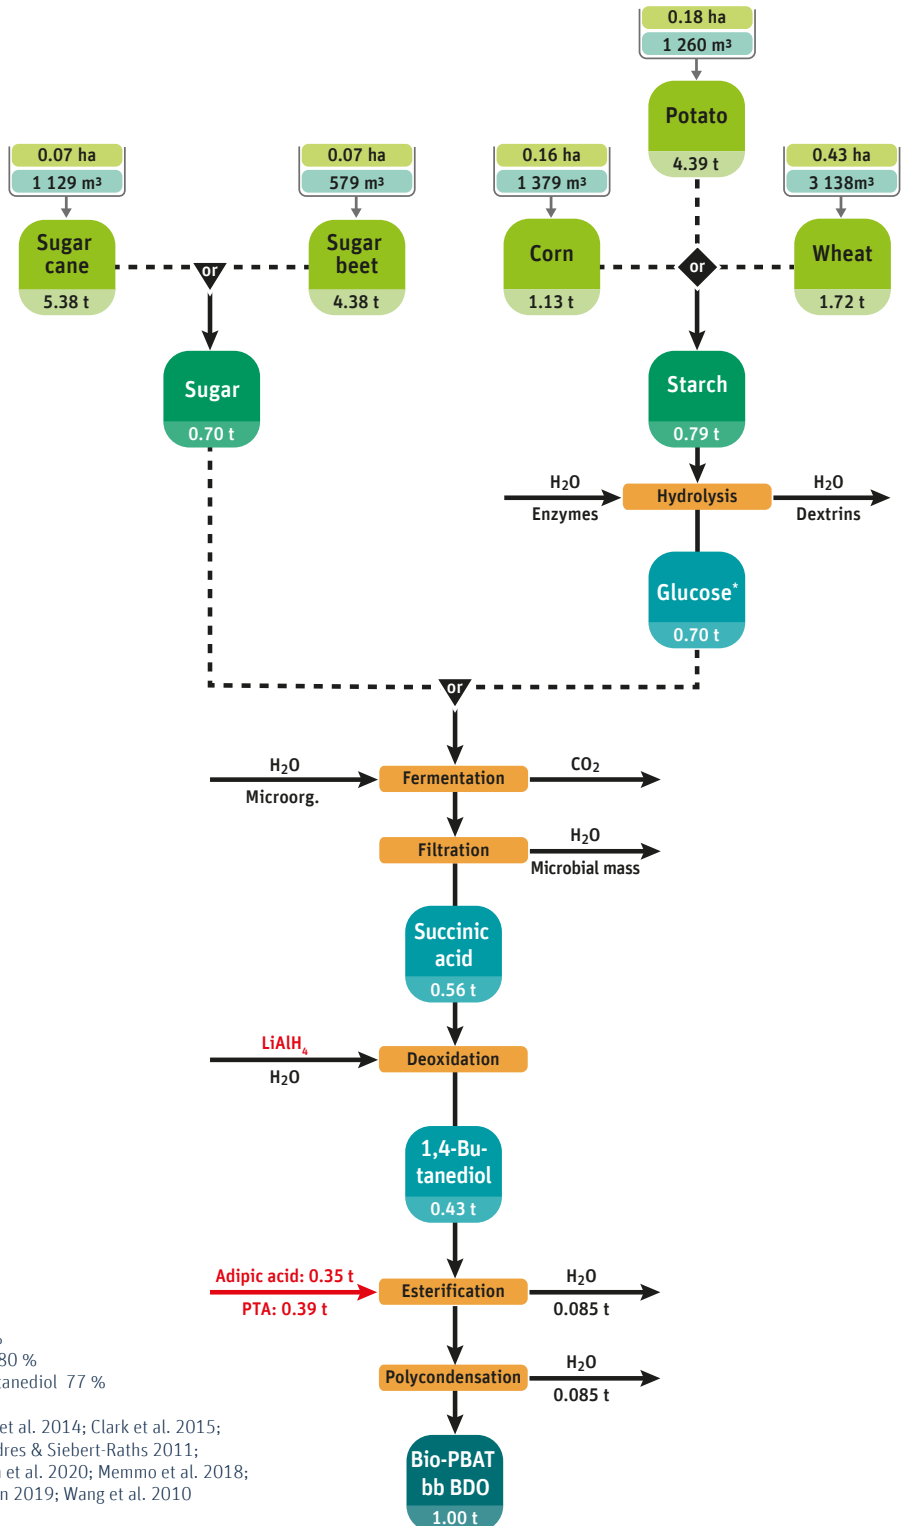 0.18 ha
1 260 m³
Potato
4.39 t
0.07 ha
1 129 m³
Sugar
cane
5.38 t
0.07 ha
579 m³
Sugar
beet
4.38 t
or
0.16 ha
1 379 m³
Corn
1.13 t
0.43 ha
3 138m³
Wheat
1.72 t
or
Sugar
0.70 t
Starch
0.79 t
H₂O
Enzymes
Hydrolysis
H₂O
Dextrins
Glucose*
0.70 t
or
H₂O
Microorg.
Fermentation
CO₂
Filtration
H₂O
Microbial mass
Succinic
acid
0.56 t
LiAlH₄
H₂O
Deoxidation
1,4-Bu-
tanediol
0.43 t
Adipic acid: 0.35 t
PTA: 0.39 t
Esterification
H₂O
0.085 t
Polycondensation
H₂O
0.085 t
Bio-PBAT
bb BDO
1.00 t
80 %
tanediol 77 %
et al. 2014; Clark et al. 2015;
dres & Siebert-Raths 2011;
et al. 2020; Memmo et al. 2018;
n 2019; Wang et al. 2010